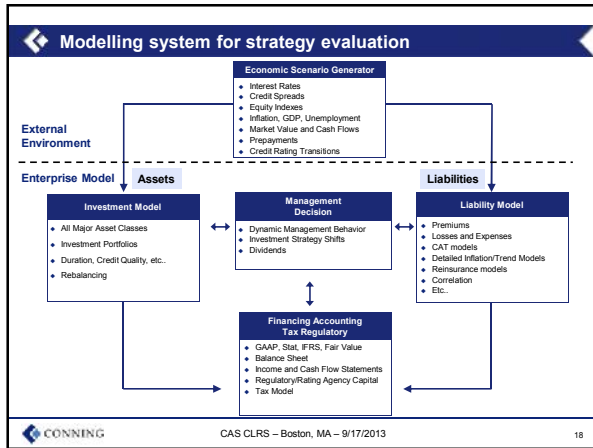 Modelling system for strategy evaluation
Economic Scenario Generator
Interest Rates
Credit Spreads
Equity Indexes
Inflation, GDP, Unemployment
Market Value and Cash Flows
Prepayments
Credit Rating Transitions
External
Environment
Enterprise Model
Assets
Liabilities
Investment Model
All Major Asset Classes
Investment Portfolios
Duration, Credit Quality, etc..
Rebalancing
Management
Decision
Dynamic Management Behavior
Investment Strategy Shifts
Dividends
Liability Model
Premiums
Losses and Expenses
CAT models
Detailed Inflation/Trend Models
Reinsurance models
Correlation
Etc..
Financing Accounting
Tax Regulatory
GAAP, Stat, IFRS, Fair Value
Balance Sheet
Income and Cash Flow Statements
Regulatory/Rating Agency Capital
Tax Model
CONNING
CAS CLRS – Boston, MA – 9/17/2013
18